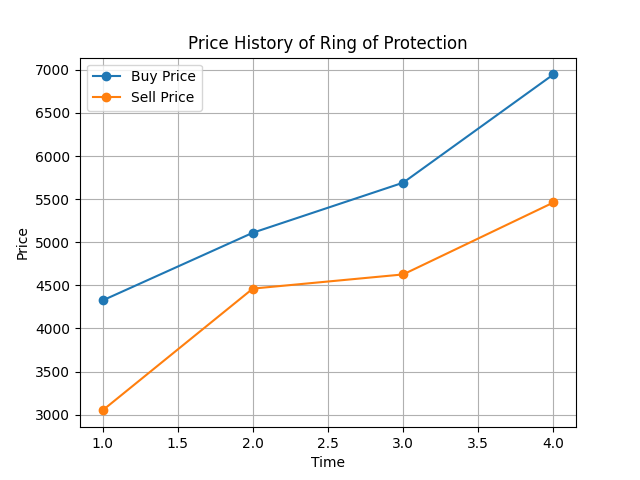 Price History of Ring of Protection
Buy Price
Sell Price
7000
6500
6000
5500
5000
4500
4000
3500
3000
Price
1.0 1.5 2.0 2.5 3.0 3.5 4.0
Time